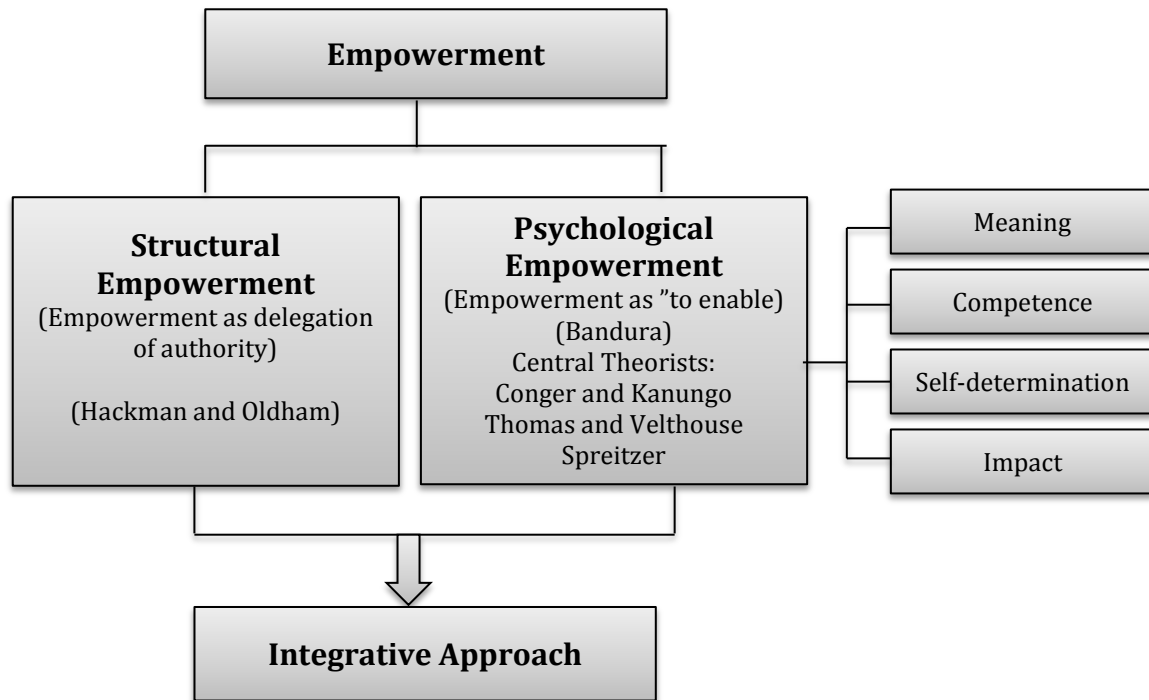 Empowerment
Structural
Empowerment
(Empowerment as delegation
of authority)
(Hackman and Oldham)
Psychological
Empowerment
(Empowerment as ”to enable)
(Bandura)
Central Theorists:
Conger and Kanungo
Thomas and Velthouse
Spreitzer
Meaning
Competence
Self-determination
Impact
Integrative Approach